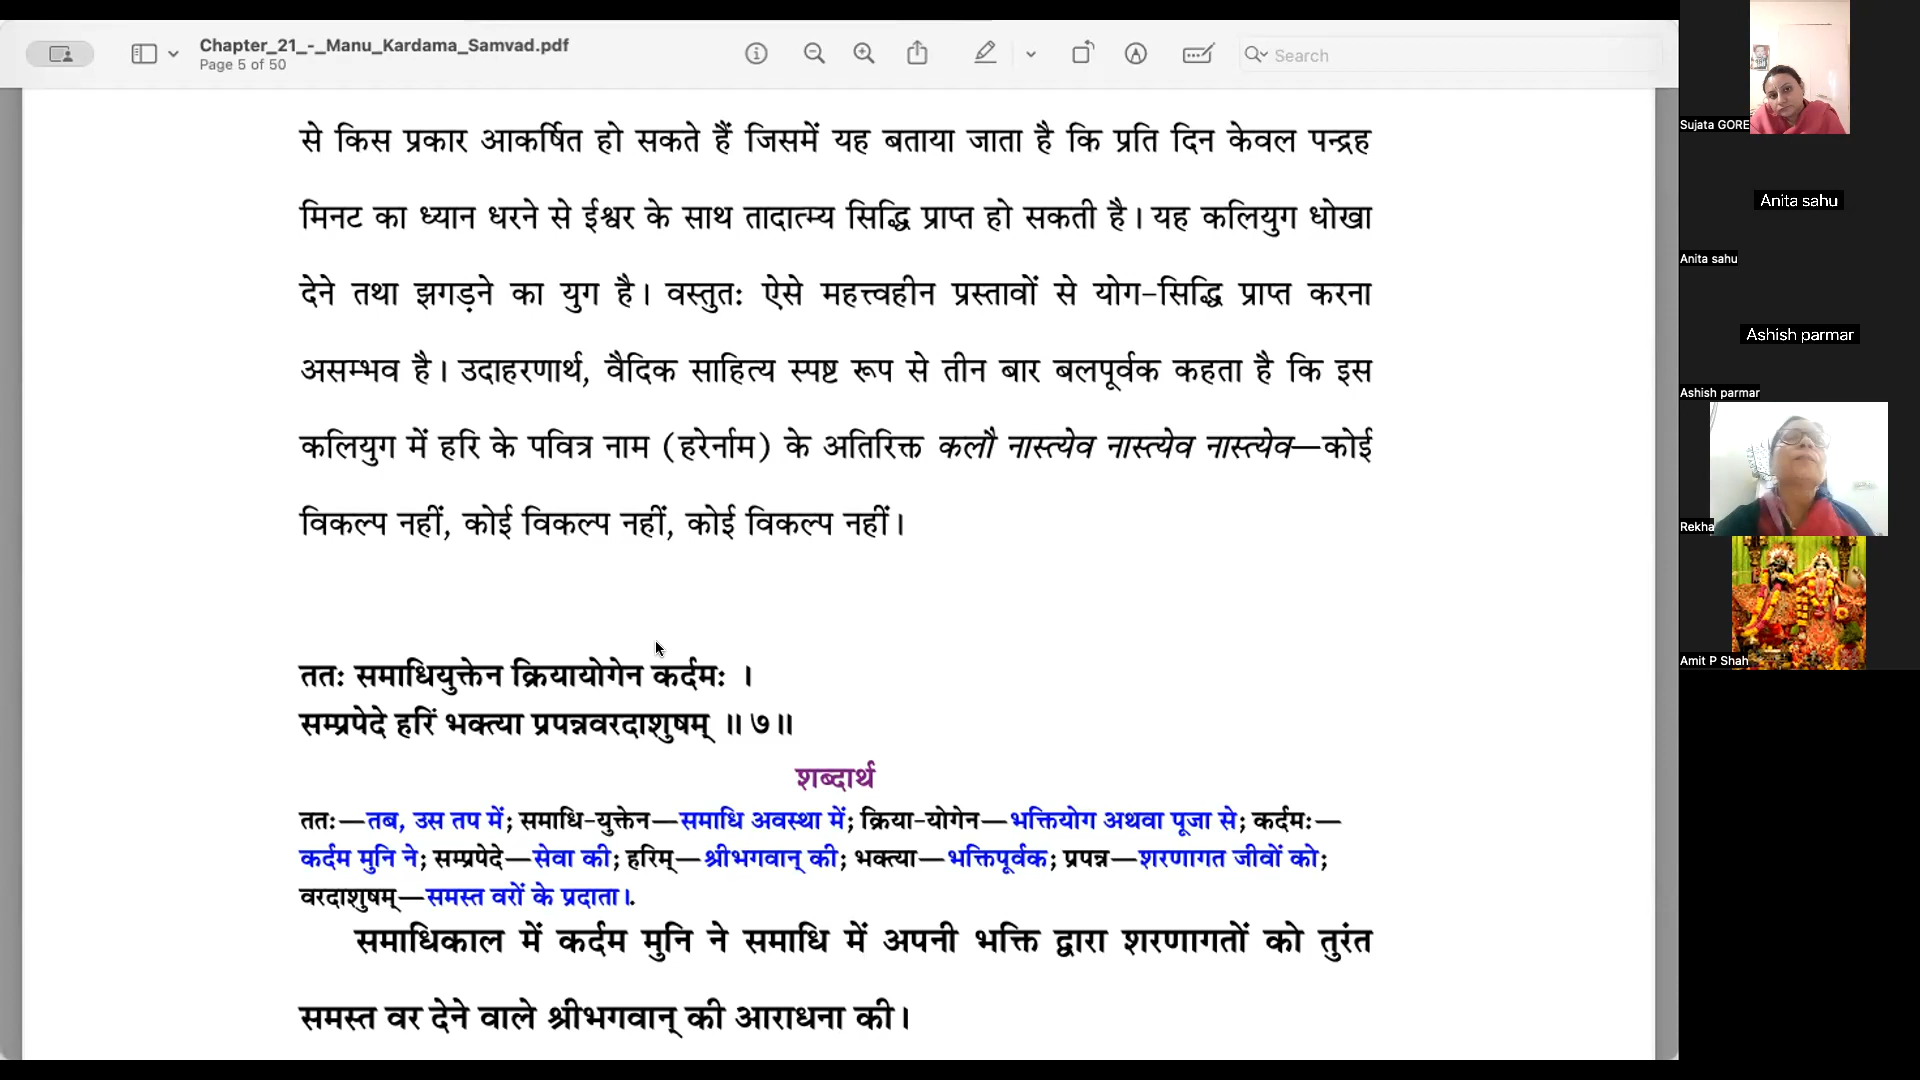 Chapter_21_-_Manu_Kardama_Samvad.pdf
Page 5 of 50
Search
से किस प्रकार आकर्षित हो सकते हैं जिसमें यह बताया जाता है कि प्रति दिन केवल पन्द्रह
मिनट का ध्यान धरने से ईश्वर के साथ तादात्म्य सिद्धि प्राप्त हो सकती है। यह कलियुग धोखा
देने तथा झगड़ने का युग है। वस्तुतः ऐसे महत्त्वहीन प्रस्तावों से योग-सिद्धि प्राप्त करना
असम्भव है। उदाहरणार्थ, वैदिक साहित्य स्पष्ट रूप से तीन बार बलपूर्वक कहता है कि इस
कलियुग में हरि के पवित्र नाम (हरेर्नाम) के अतिरिक्त कलौ नास्त्येव नास्त्येव नास्त्येव—कोई
विकल्प नहीं, कोई विकल्प नहीं, कोई विकल्प नहीं।
ततः समाधियुक्तेन क्रियायोगेन कर्दमः ।
सम्प्रपेदे हरिं भक्त्या प्रपन्नवरदाशुषम् ॥ ७॥
शब्दार्थ
ततः—तब, उस तप में; समाधि-युक्तेन—समाधि अवस्था में; क्रिया-योगेन—भक्तियोग अथवा पूजा से; कर्दमः—
कर्दम मुनि ने; सम्प्रपेदे—सेवा की; हरिम्—श्रीभगवान् की; भक्त्या—भक्तिपूर्वक; प्रपन्न—शरणागत जीवों को;
वरदाशुषम्—समस्त वरों के प्रदाता।.
समाधिकाल में कर्दम मुनि ने समाधि में अपनी भक्ति द्वारा शरणागतों को तुरंत
समस्त वर देने वाले श्रीभगवान् की आराधना की।
Sujata GORE
Anita sahu
Anita sahu
Ashish parmar
Ashish parmar
Rekha
Amit P Shah